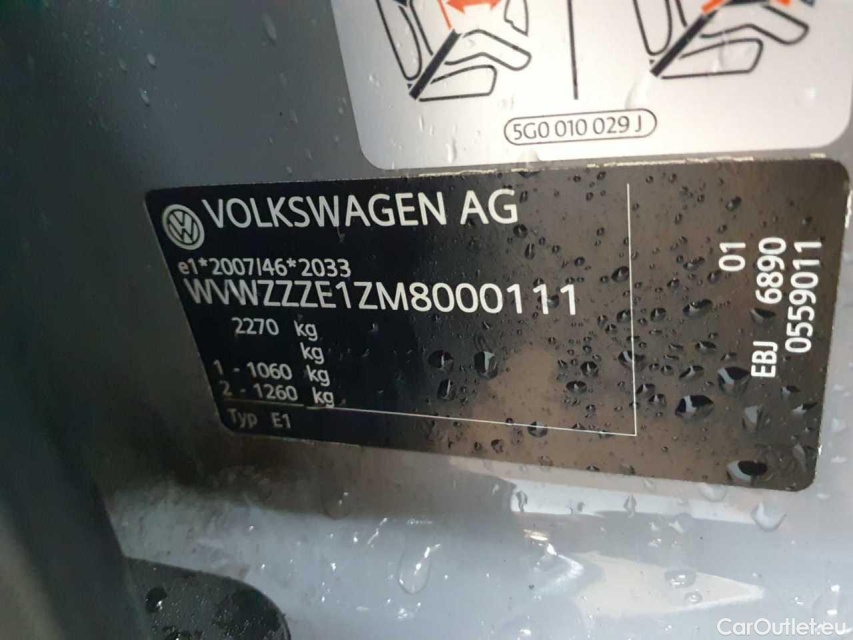 5G0 010 029 J
VOLKSWAGEN AG
e1*2007/46*2033
WVWZZZE1ZM8000111
2270 kg
kg
1 - 1060 kg
2 - 1260 kg
Typ E1
01
EBJ 6890
0559011
CarOutlet.eu